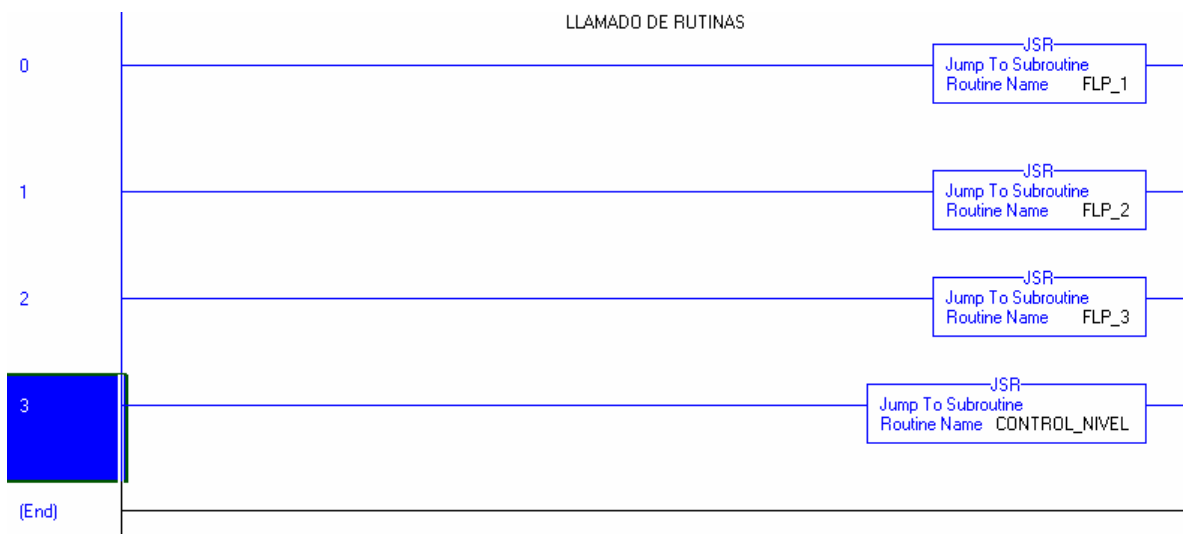 LLAMADO DE RUTINAS
0
JSR
Jump To Subroutine
Routine Name FLP_1
1
JSR
Jump To Subroutine
Routine Name FLP_2
2
JSR
Jump To Subroutine
Routine Name FLP_3
3
JSR
Jump To Subroutine
Routine Name CONTROL_NIVEL
(End)